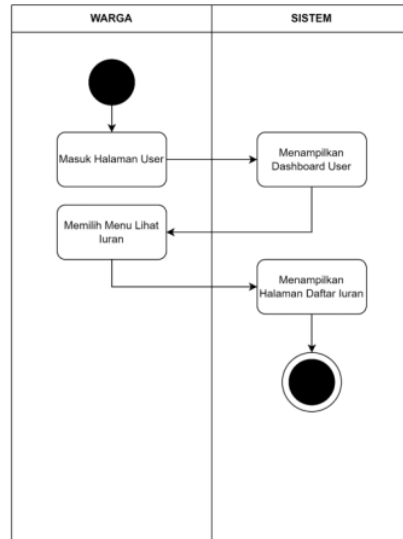 WARGA
SISTEM
Masuk Halaman User
Menampilkan
Dashboard User
Memilih Menu Lihat
Iuran
Menampilkan
Halaman Daftar Iuran